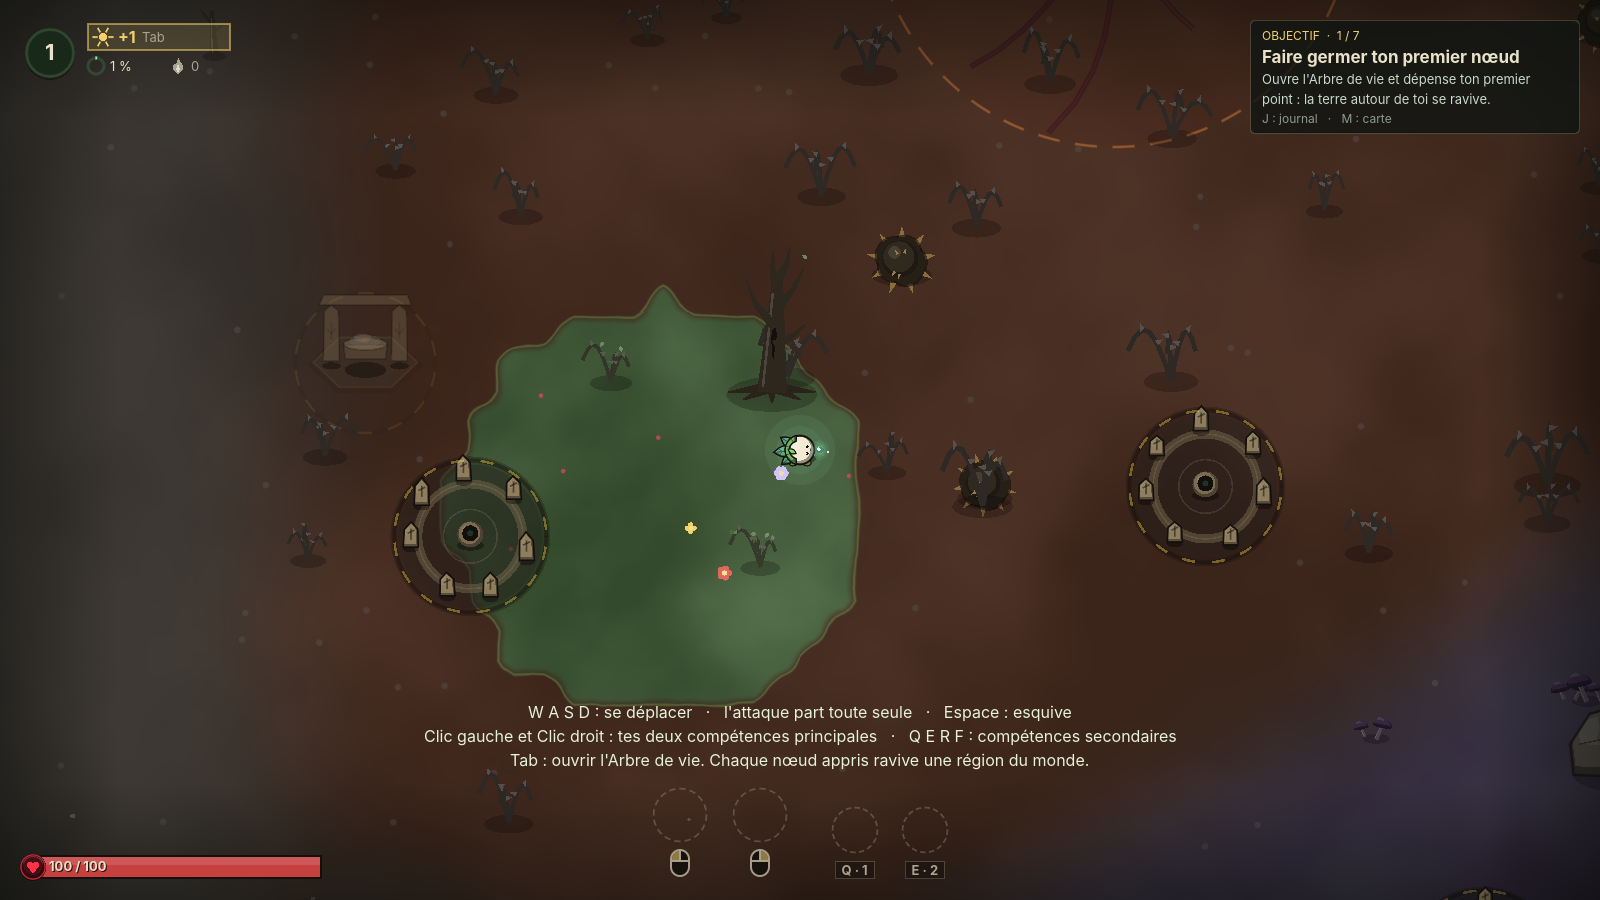 1
+1 Tab
1 %
0
OBJECTIF · 1 / 7
Faire germer ton premier nœud
Ouvre l'Arbre de vie et dépense ton premier
point : la terre autour de toi se ravive.
J : journal · M : carte
W A S D : se déplacer · l'attaque part toute seule · Espace : esquive
Clic gauche et Clic droit : tes deux compétences principales · Q E R F : compétences secondaires
Tab : ouvrir l'Arbre de vie. Chaque nœud appris ravive une région du monde.
100 / 100
Q · 1
E · 2